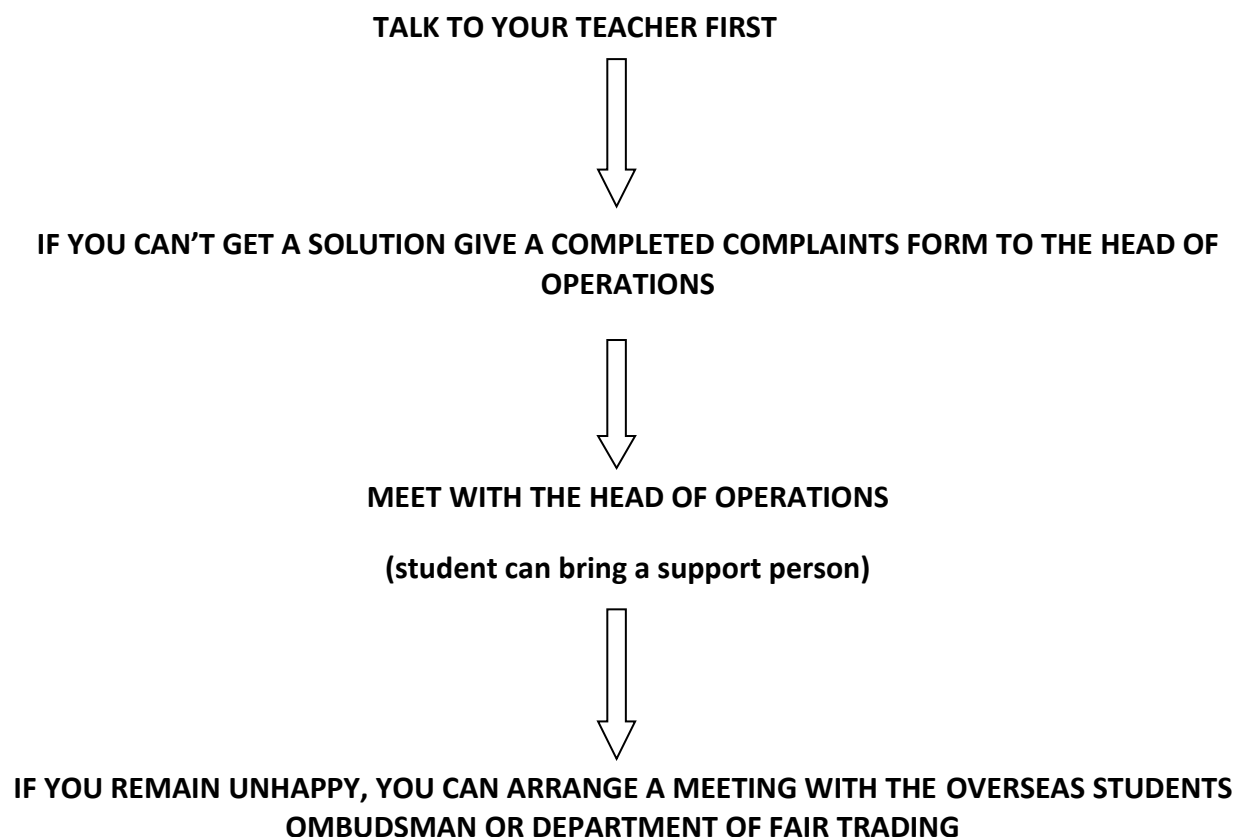 TALK TO YOUR TEACHER FIRST
IF YOU CAN’T GET A SOLUTION GIVE A COMPLETED COMPLAINTS FORM TO THE HEAD OF
OPERATIONS
MEET WITH THE HEAD OF OPERATIONS
(student can bring a support person)
IF YOU REMAIN UNHAPPY, YOU CAN ARRANGE A MEETING WITH THE OVERSEAS STUDENTS
OMBUDSMAN OR DEPARTMENT OF FAIR TRADING